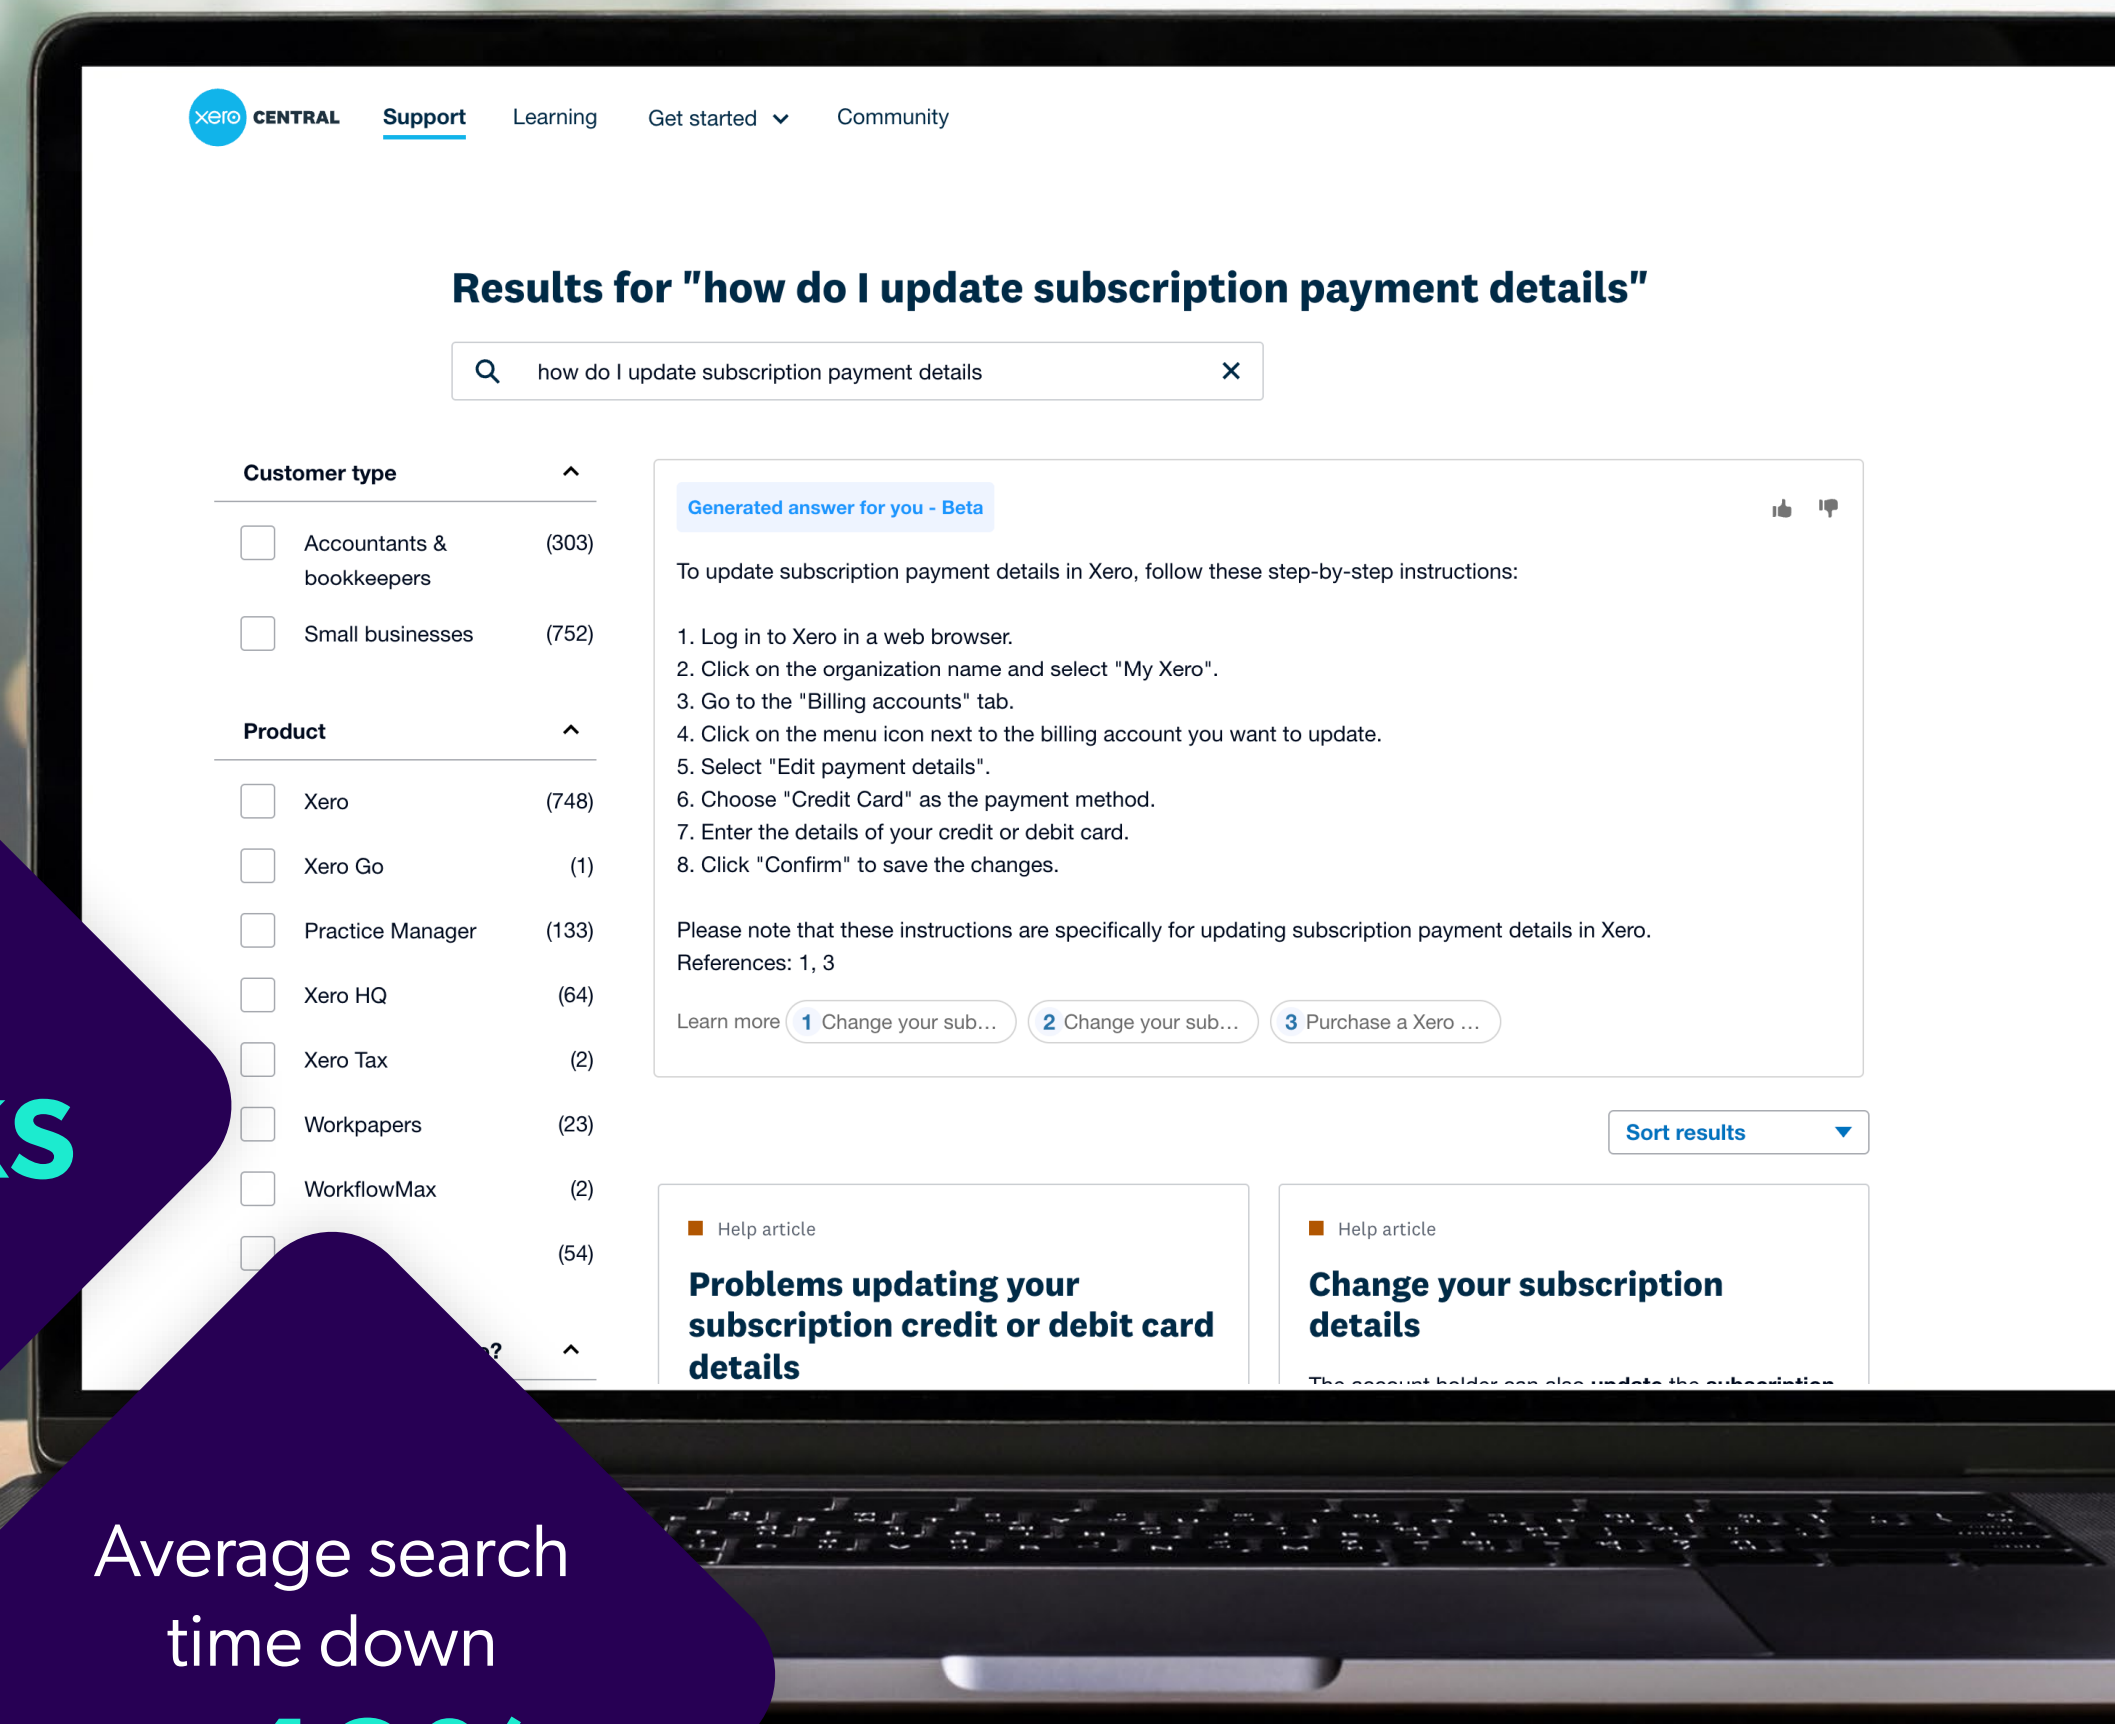 xero CENTRAL
Support
Learning
Get started
Community
Results for "how do I update subscription payment details"
how do I update subscription payment details
Customer type
Accountants & (303)
bookkeepers
Small businesses (752)
Product
Xero (748)
Xero Go (1)
Practice Manager (133)
Xero HQ (64)
Xero Tax (2)
Workpapers (23)
WorkflowMax (2)
(54)
?
Generated answer for you - Beta
To update subscription payment details in Xero, follow these step-by-step instructions:
1. Log in to Xero in a web browser.
2. Click on the organization name and select "My Xero".
3. Go to the "Billing accounts" tab.
4. Click on the menu icon next to the billing account you want to update.
5. Select "Edit payment details".
6. Choose "Credit Card" as the payment method.
7. Enter the details of your credit or debit card.
8. Click "Confirm" to save the changes.
Please note that these instructions are specifically for updating subscription payment details in Xero.
References: 1, 3
Learn more 1 Change your sub... 2 Change your sub... 3 Purchase a Xero ...
Sort results
Help article
Problems updating your
subscription credit or debit card
details
Help article
Change your subscription
details
The account holder can also update the subscription
Average search
time down